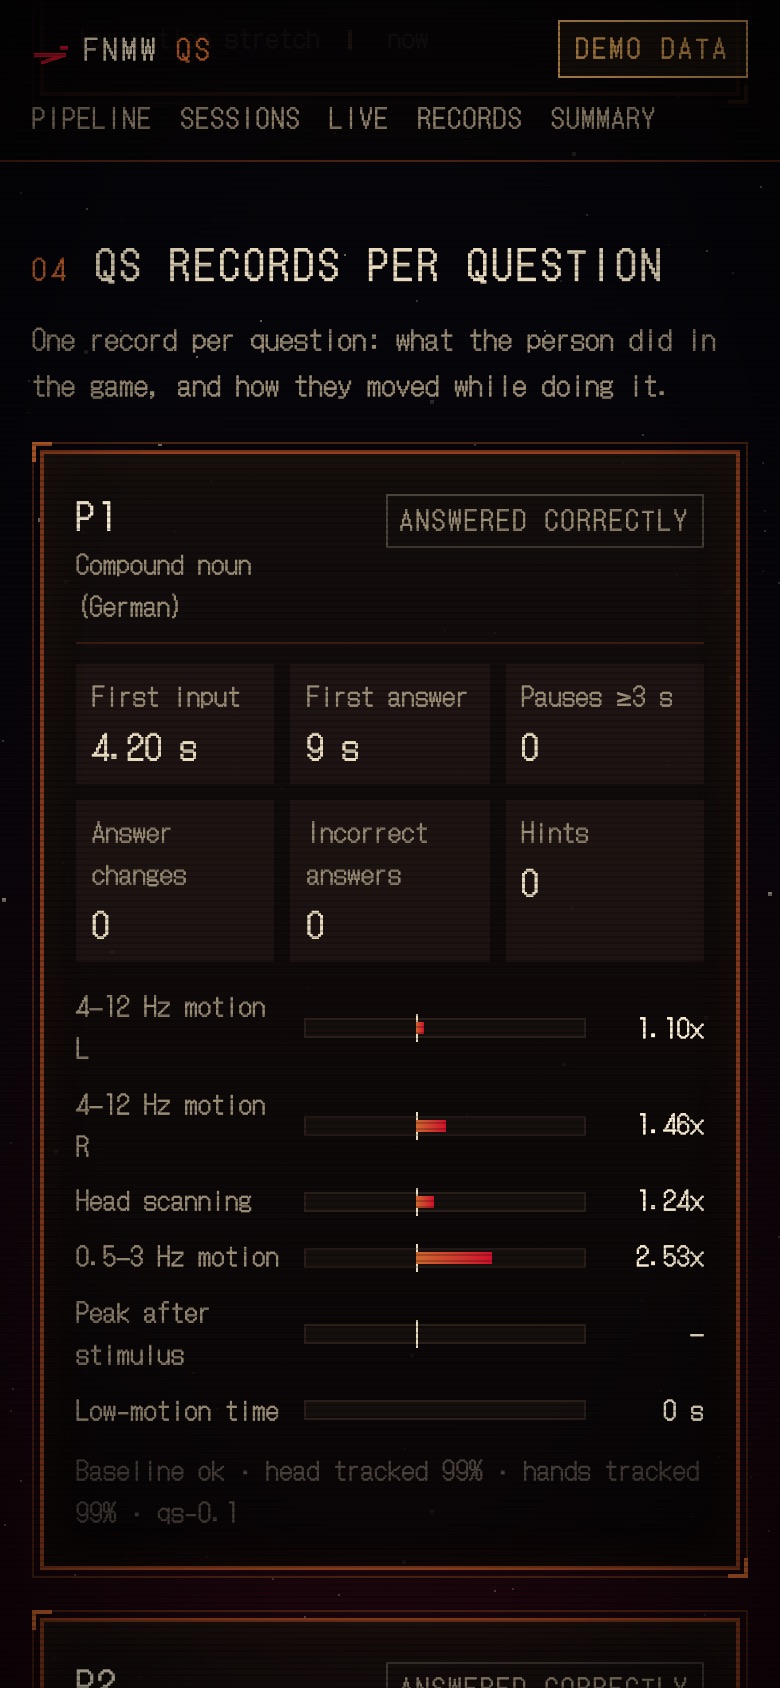 stretch | now
FNMW QS
DEMO DATA
PIPELINE SESSIONS LIVE RECORDS SUMMARY
04 QS RECORDS PER QUESTION
One record per question: what the person did in
the game, and how they moved while doing it.
P1
ANSWERED CORRECTLY
Compound noun
(German)
First input
4.20 s
First answer
9 s
Pauses ≥3 s
0
Answer
changes
0
Incorrect
answers
0
Hints
0
4–12 Hz motion
L
1.10x
4–12 Hz motion
R
1.46x
Head scanning
1.24x
0.5–3 Hz motion
2.53x
Peak after
stimulus
–
Low-motion time
0 s
Baseline ok · head tracked 99% · hands tracked
99% · qs-0.1
P2
ANSWERED CORRECTLY